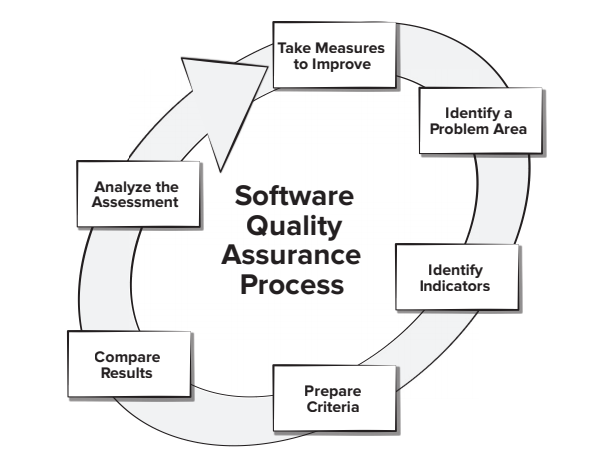 Take Measures
to Improve
Identify a
Problem Area
Analyze the
Assessment
Software
Quality
Assurance
Process
Identify
Indicators
Compare
Results
Prepare
Criteria